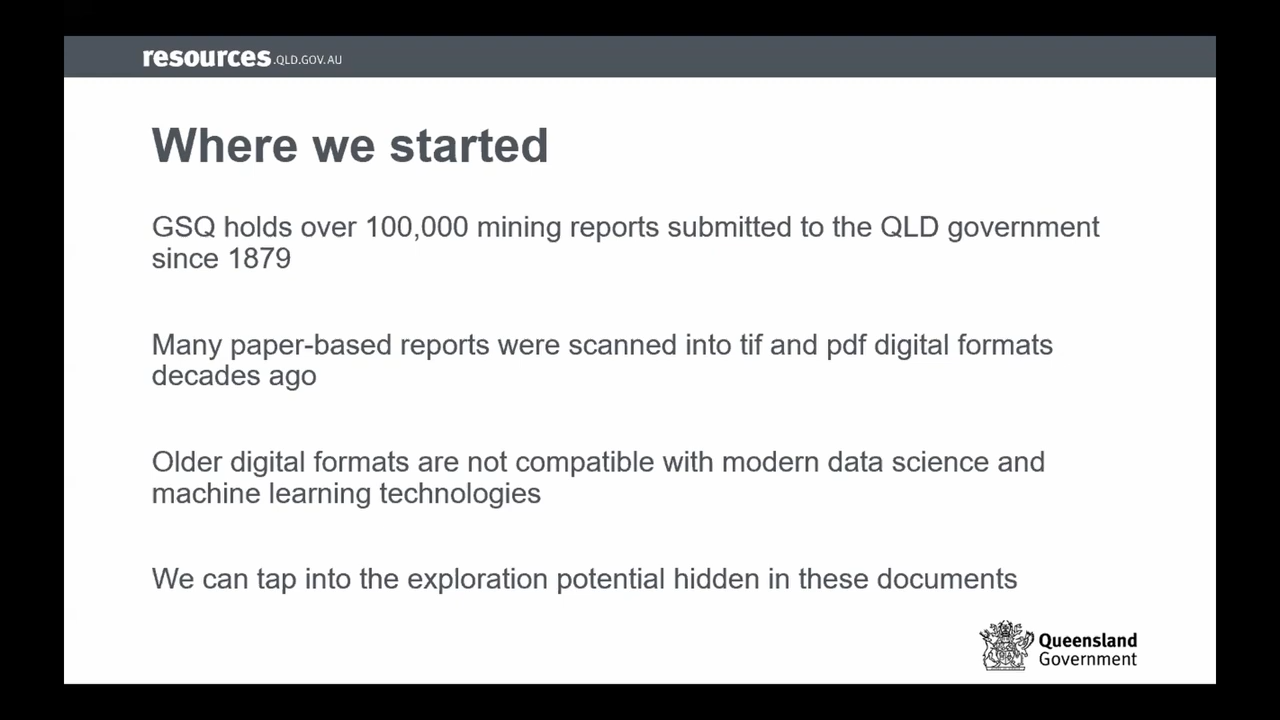 resources.QLD.GOV.AU
Where we started
GSQ holds over 100,000 mining reports submitted to the QLD government
since 1879
Many paper-based reports were scanned into tif and pdf digital formats
decades ago
Older digital formats are not compatible with modern data science and
machine learning technologies
We can tap into the exploration potential hidden in these documents
Queensland
Government